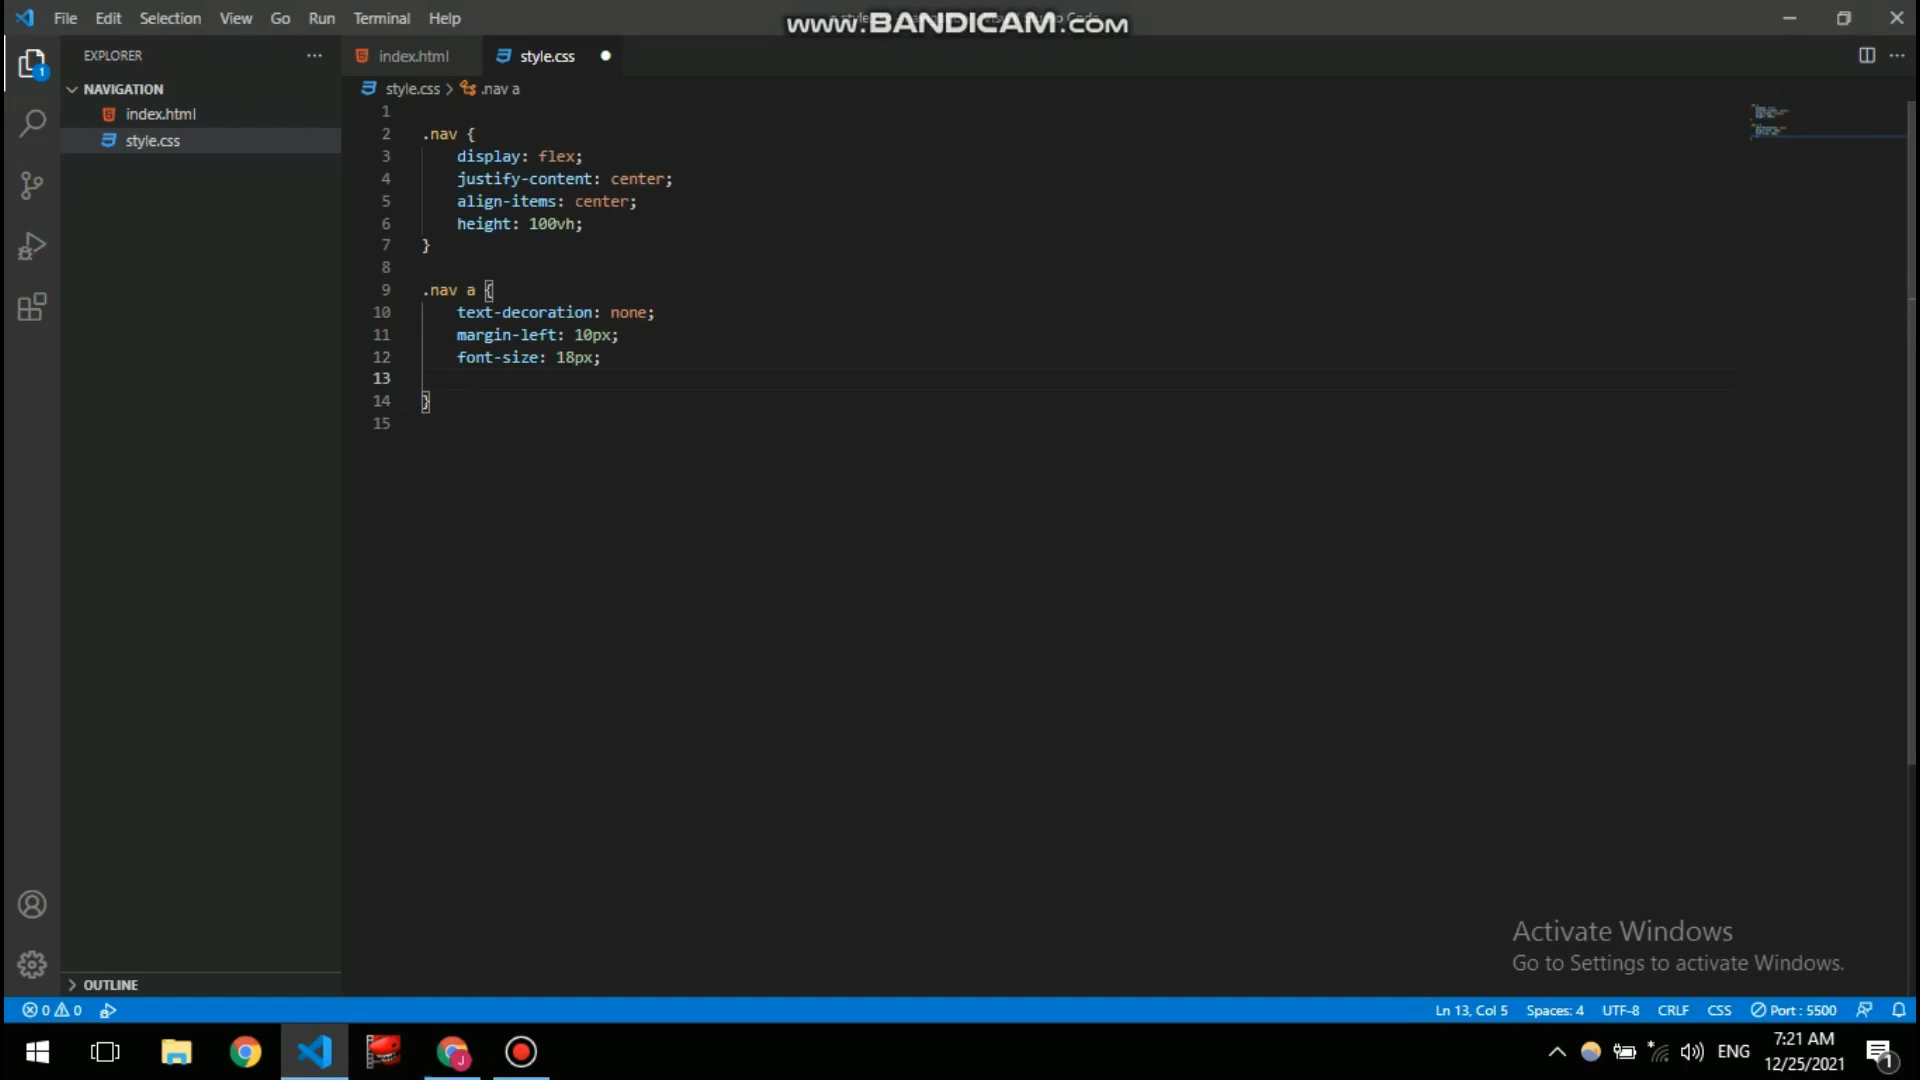 File Edit Selection View Go Run Terminal Help
www.BANDICAM.com
EXPLORER
index.html
style.css
NAVIGATION
index.html
style.css
style.css > .nav a
1
2 .nav {
3 display: flex;
4 justify-content: center;
5 align-items: center;
6 height: 100vh;
7 }
8
9 .nav a {
10 text-decoration: none;
11 margin-left: 10px;
12 font-size: 18px;
13
14 }
15
Activate Windows
Go to Settings to activate Windows.
OUTLINE
0 0
Ln 13, Col 5 Spaces: 4 UTF-8 CRLF CSS Port : 5500
ENG
7:21 AM
12/25/2021
1
1
J